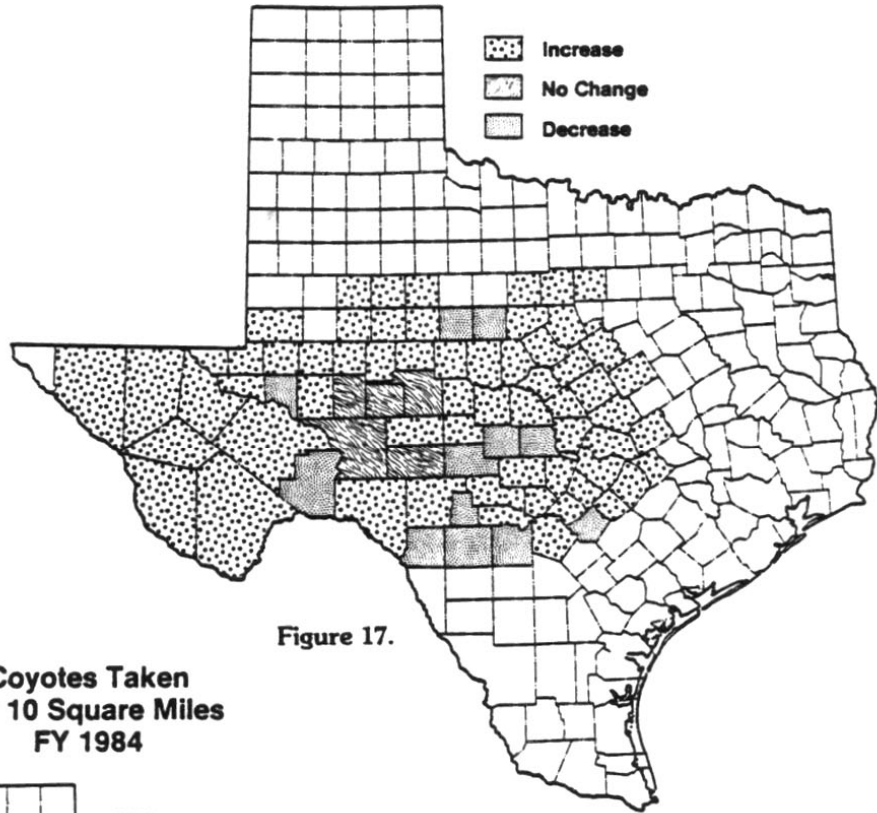 Increase
No Change
Decrease
Figure 17.
Coyotes Taken
10 Square Miles
FY 1984